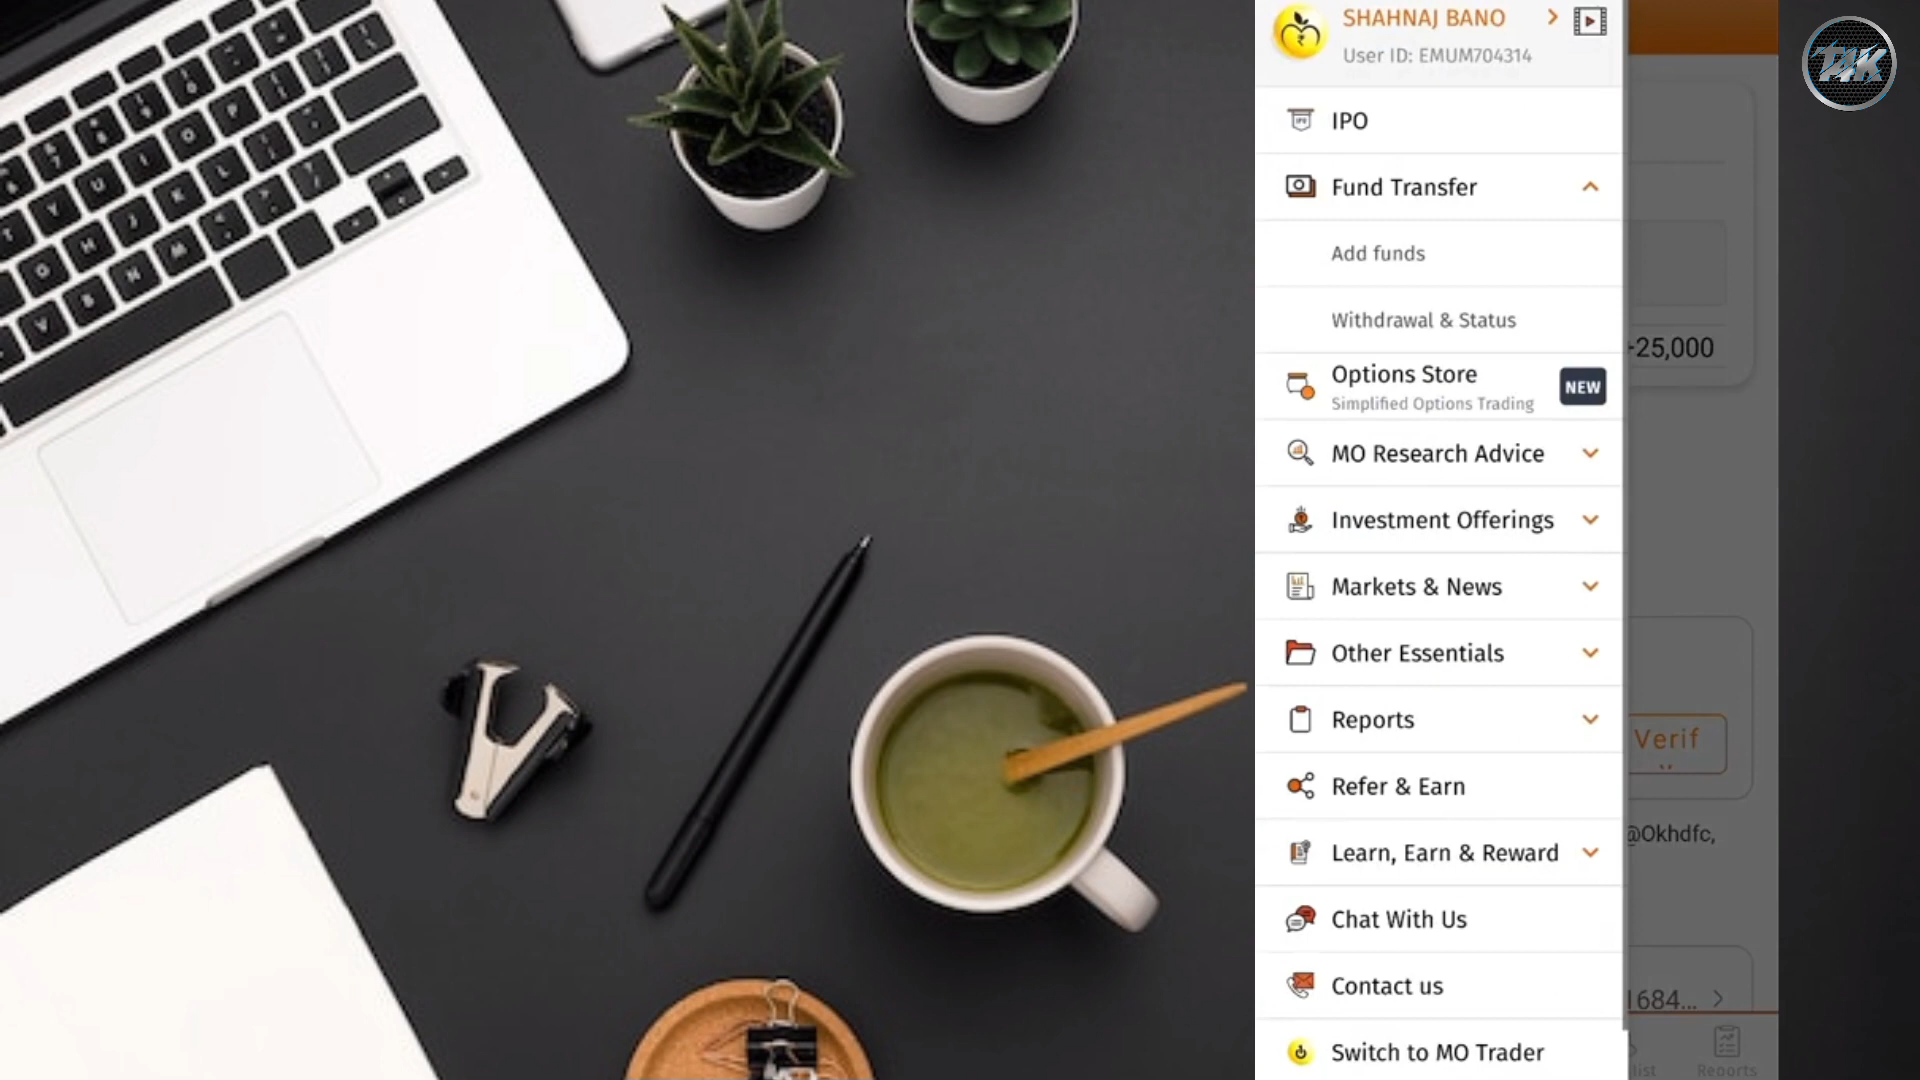 SHAHNAJ BANO
User ID: EMUM704314
IPO
Fund Transfer
Add funds
Withdrawal & Status
-25,000
Options Store
NEW
Simplified Options Trading
MO Research Advice
Investment Offerings
Markets & News
Other Essentials
Reports
Verif
y
Refer & Earn
@Okhdfc,
Learn, Earn & Reward
Chat With Us
Contact us
1684...
Switch to MO Trader
list
Reports